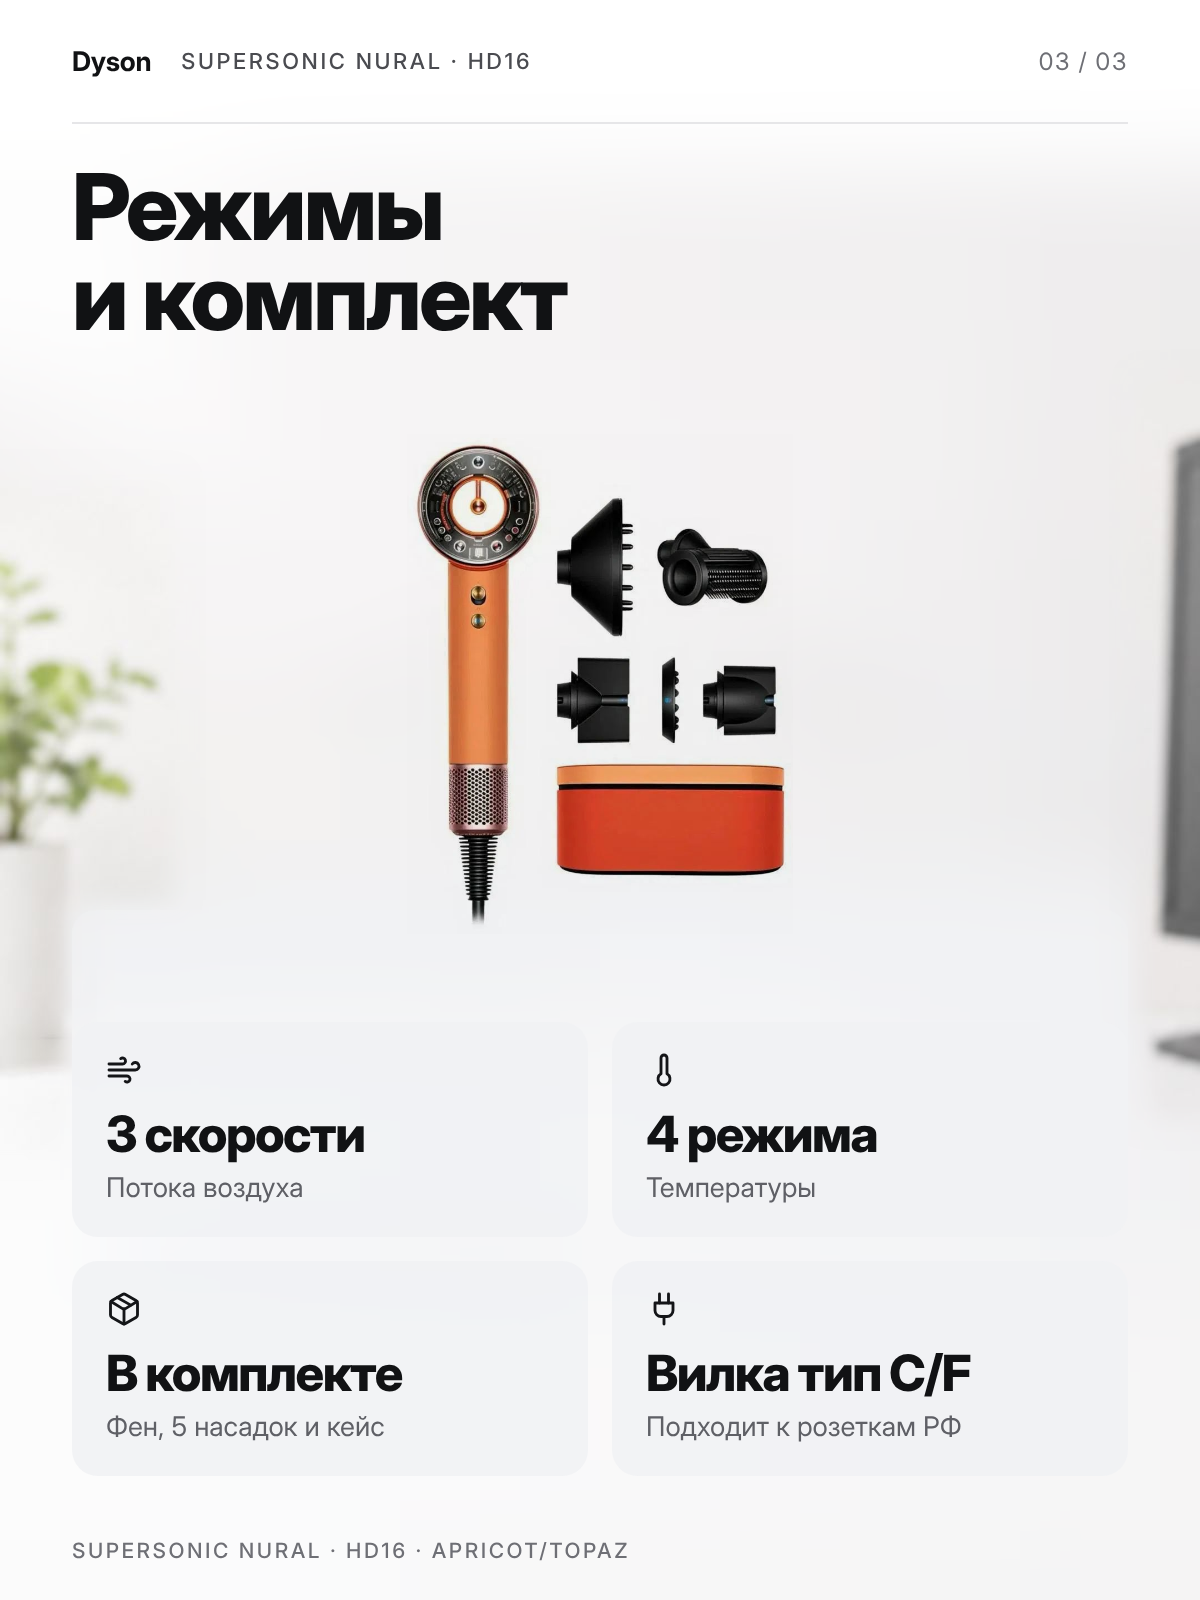 Dyson SUPERSONIC NURAL · HD16 03 / 03
Режимы
и комплект
3 скорости
Потока воздуха
4 режима
Температуры
В комплекте
Фен, 5 насадок и кейс
Вилка тип C/F
Подходит к розеткам РФ
SUPERSONIC NURAL · HD16 · APRICOT/TOPAZ